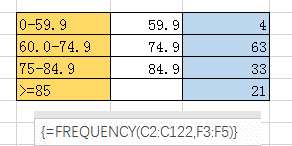 0-59.9 59.9 4
60.0-74.9 74.9 63
75-84.9 84.9 33
>=85 21
{=FREQUENCY(C2:C122,F3:F5)}